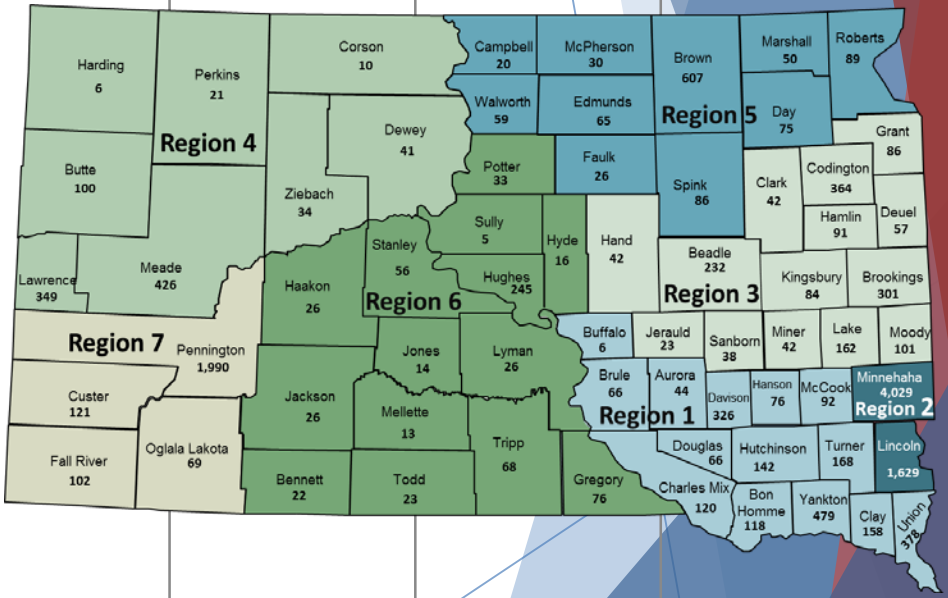 Harding
6
Perkins
21
Corson
10
Campbell
20
McPherson
30
Brown
607
Marshall
50
Roberts
89
Region 4
Butte
100
Ziebach
34
Dewey
41
Walworth
59
Edmunds
65
Region 5
Day
75
Grant
86
Potter
33
Faulk
26
Spink
86
Clark
42
Codington
364
Hamlin
91
Deuel
57
Lawrence
349
Meade
426
Haakon
26
Stanley
56
Sully
5
Hyde
16
Hughes
245
Region 6
Hand
42
Beadle
232
Region 3
Kingsbury
84
Brookings
301
Region 7
Pennington
1,990
Jones
14
Lyman
26
Buffalo
6
Jerauld
23
Sanborn
38
Miner
42
Lake
162
Moody
101
Custer
121
Jackson
26
Mellette
13
Brule
66
Aurora
44
Region 1
Davison
326
Hanson
76
McCook
92
Minnehaha
4,029
Region 2
Fall River
102
Oglala Lakota
69
Bennett
22
Todd
23
Tripp
68
Gregory
76
Douglas
66
Hutchinson
142
Turner
168
Lincoln
1,629
Charles Mix
120
Bon
Homme
118
Yankton
479
Clay
158
Union
378